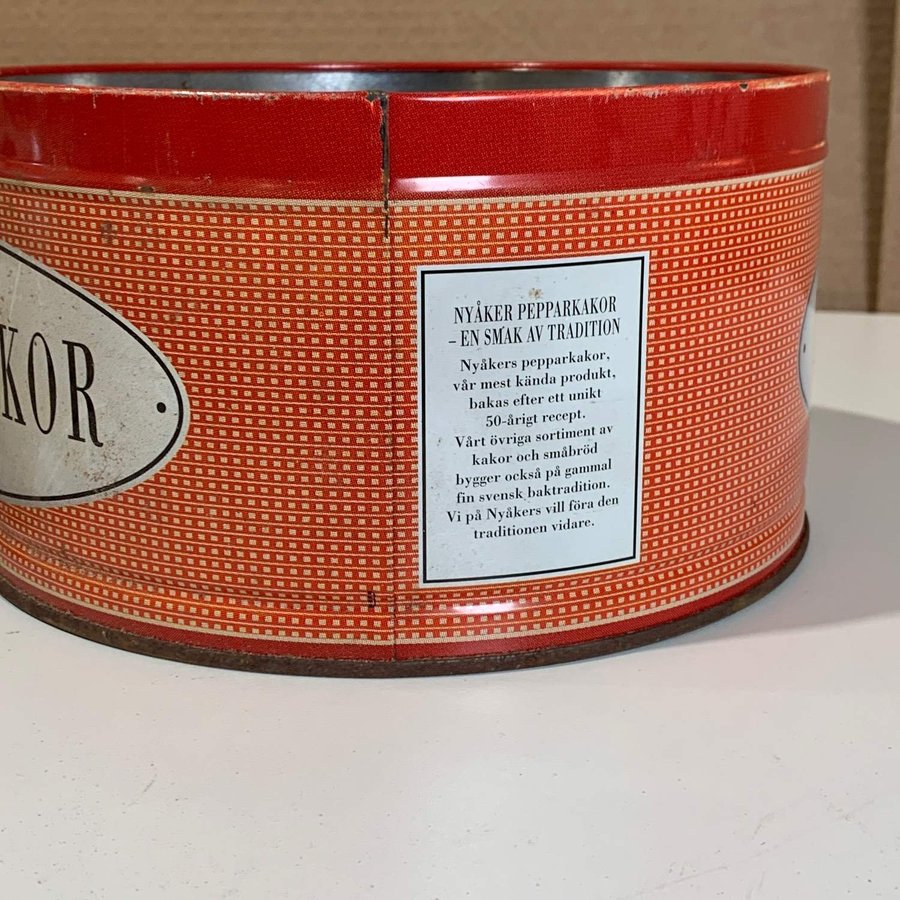 KOR
NYÅKER PEPPARKAKOR
– EN SMAK AV TRADITION
Nyåkers pepparkakor,
vår mest kända produkt,
bakas efter ett unikt
50-årigt recept.
Vårt övriga sortiment av
kakor och småbröd
bygger också på gammal
fin svensk baktradition.
Vi på Nyåkers vill föra den
traditionen vidare.